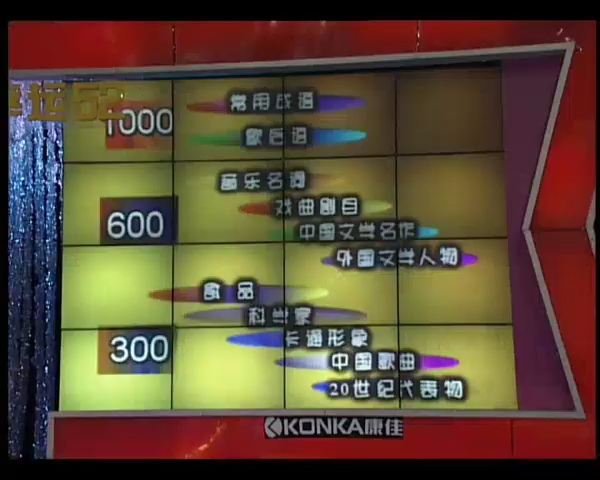 坛52
1000
常用成语
歇后语
音乐名词
戏曲剧目
600
中国文学名作
外国文学人物
食品
科学家
300
卡通形象
中国歌曲
20世纪代表物
KONKA康佳